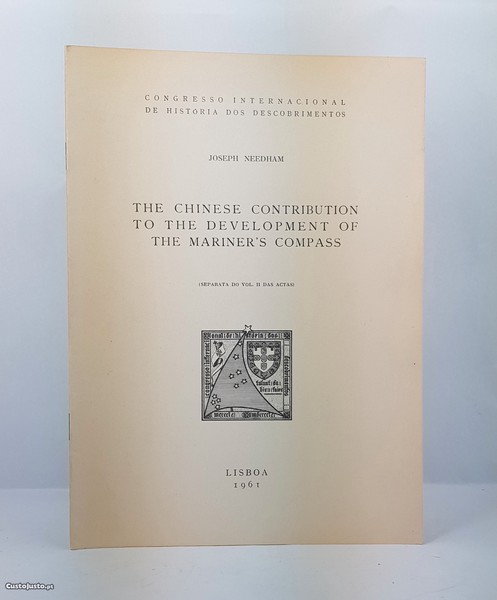 CONGRESSO INTERNACIONAL
DE HISTÓRIA DOS DESCOBRIMENTOS
JOSEPH NEEDHAM
THE CHINESE CONTRIBUTION
TO THE DEVELOPMENT OF
THE MARINER'S COMPASS
(SEPARATA DO VOL. II DAS ACTAS)
LISBOA
1961
CustoJusto.pt